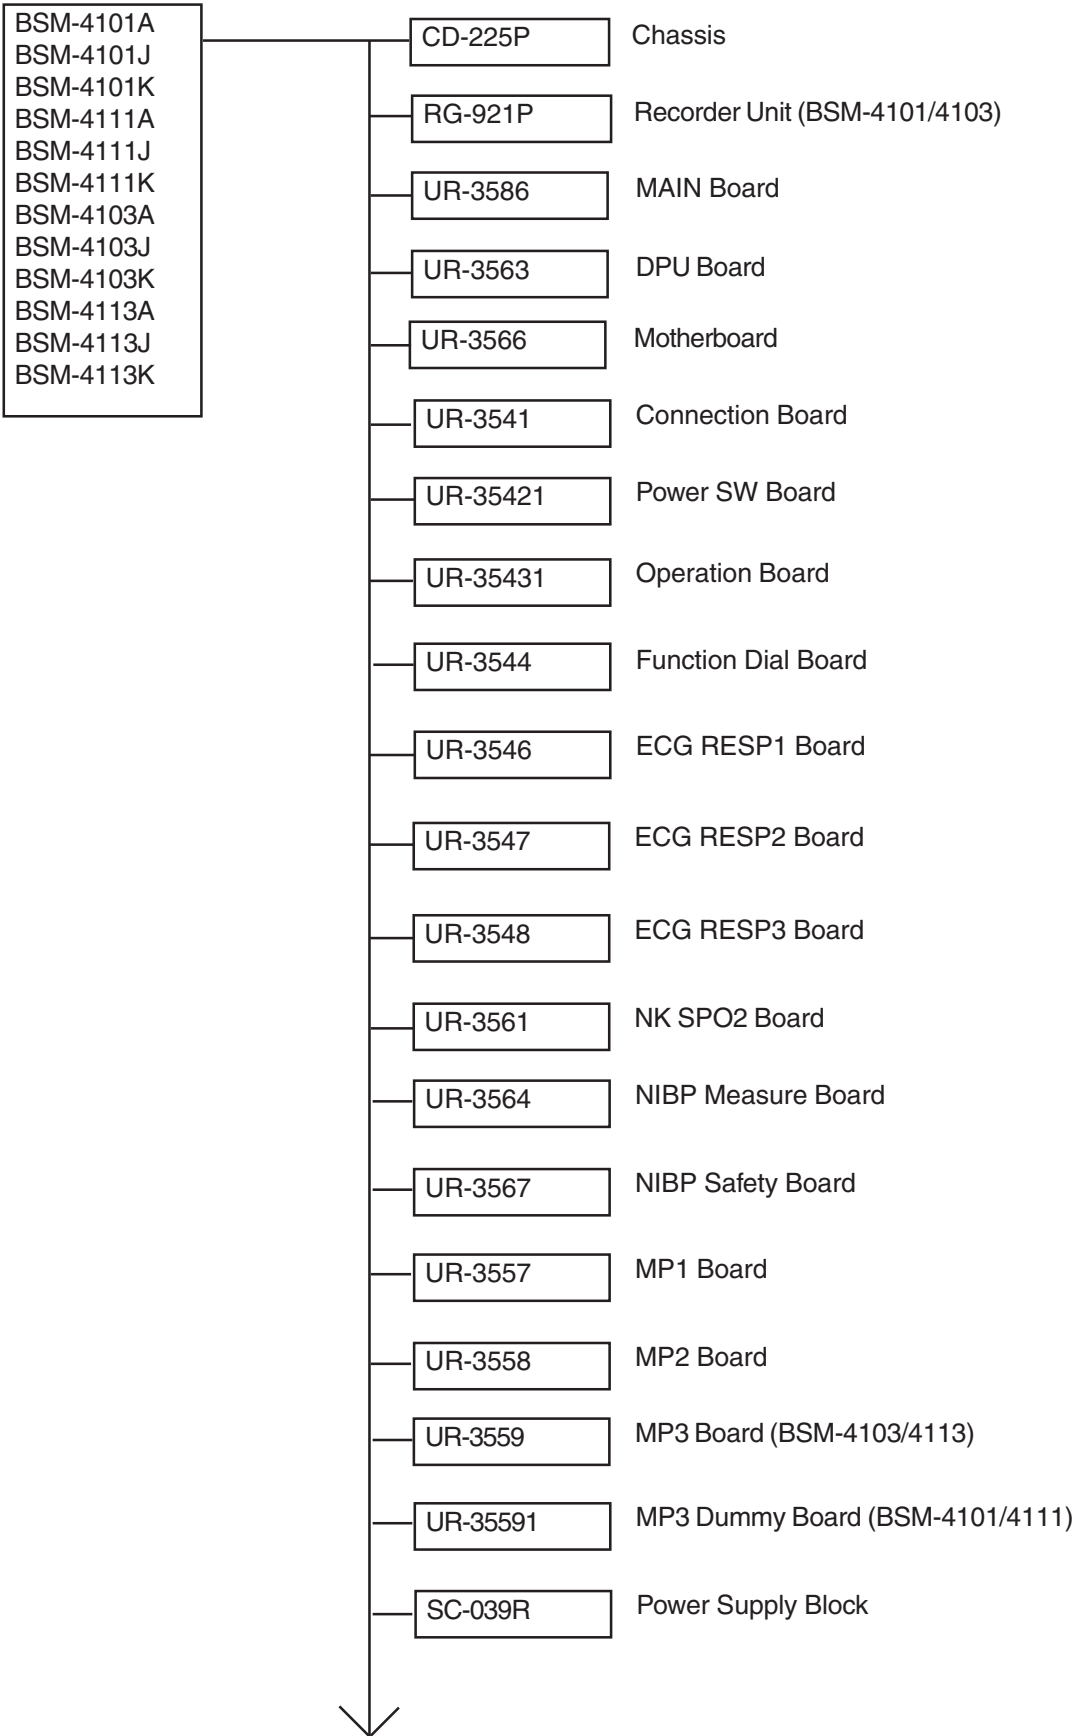 BSM-4101A
BSM-4101J
BSM-4101K
BSM-4111A
BSM-4111J
BSM-4111K
BSM-4103A
BSM-4103J
BSM-4103K
BSM-4113A
BSM-4113J
BSM-4113K
CD-225P Chassis
RG-921P Recorder Unit (BSM-4101/4103)
UR-3586 MAIN Board
UR-3563 DPU Board
UR-3566 Motherboard
UR-3541 Connection Board
UR-35421 Power SW Board
UR-35431 Operation Board
UR-3544 Function Dial Board
UR-3546 ECG RESP1 Board
UR-3547 ECG RESP2 Board
UR-3548 ECG RESP3 Board
UR-3561 NK SPO2 Board
UR-3564 NIBP Measure Board
UR-3567 NIBP Safety Board
UR-3557 MP1 Board
UR-3558 MP2 Board
UR-3559 MP3 Board (BSM-4103/4113)
UR-35591 MP3 Dummy Board (BSM-4101/4111)
SC-039R Power Supply Block